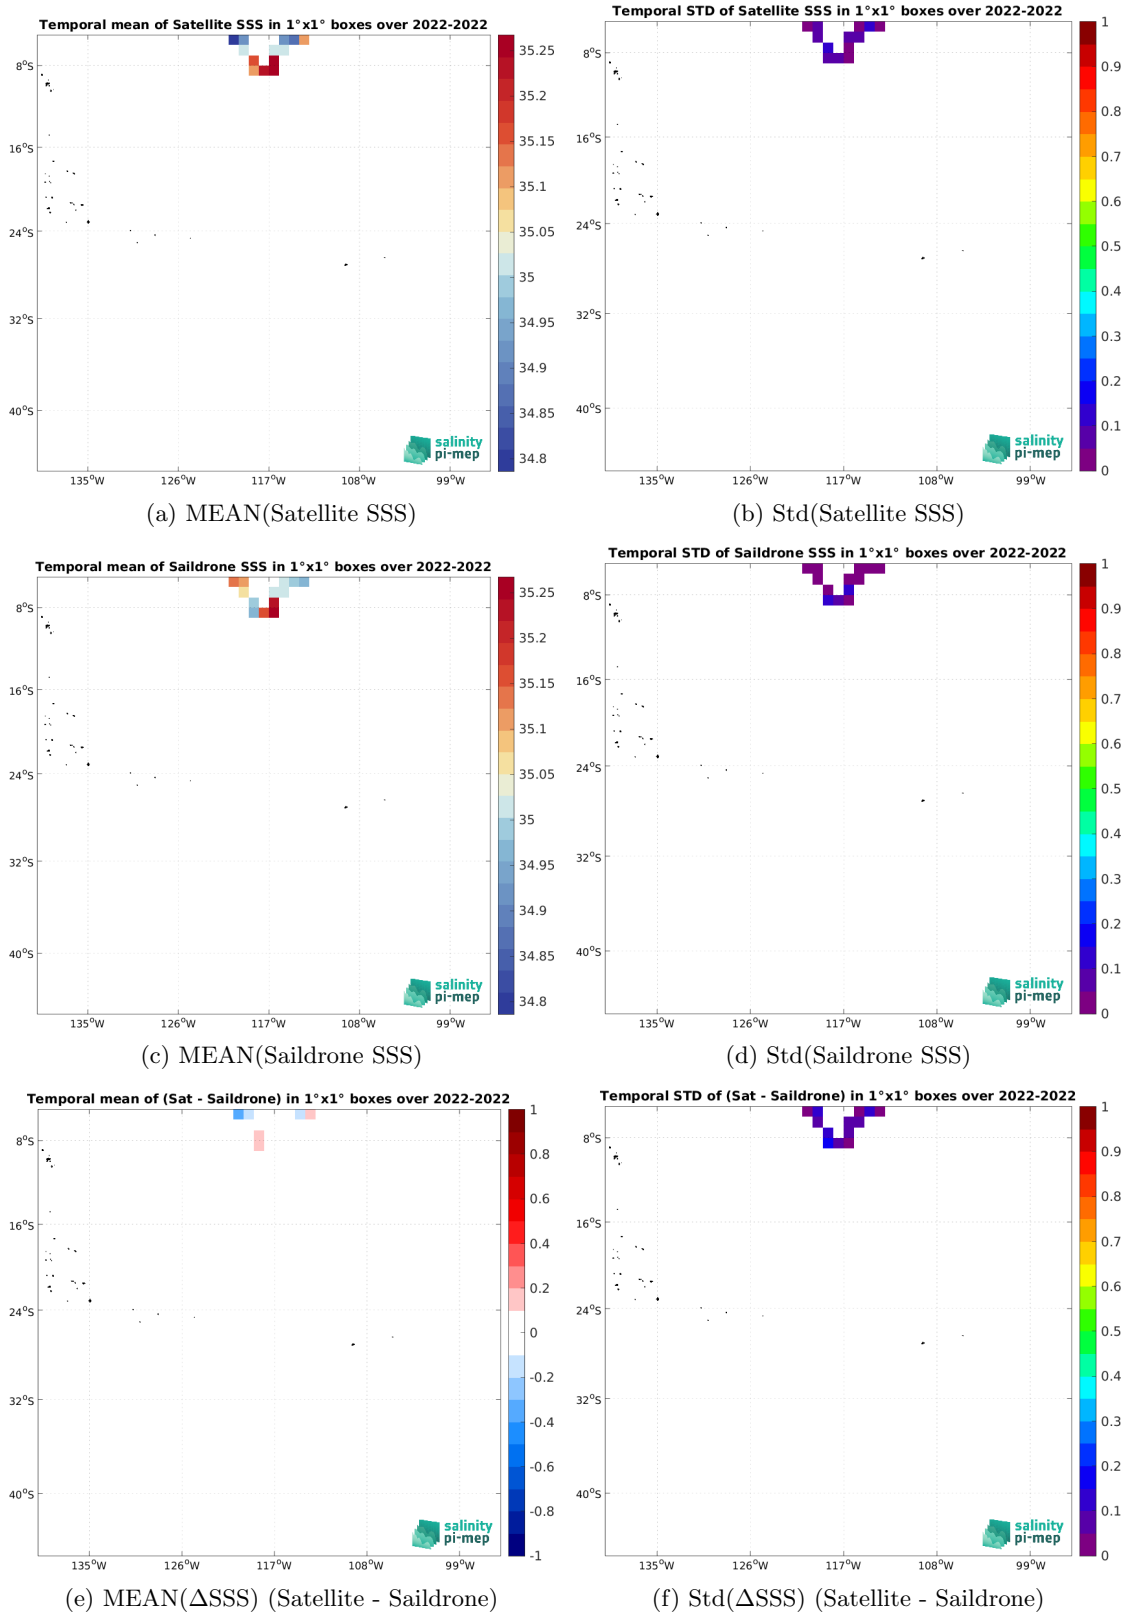 Temporal mean of Satellite SSS in 1°x1° boxes over 2022-2022
8°S
16°S
24°S
32°S
40°S
135°W 126°W 117°W 108°W 99°W
35.25
35.2
35.15
35.1
35.05
35
34.95
34.9
34.85
34.8
salinity
pi-mep
(a) MEAN(Satellite SSS)
Temporal STD of Satellite SSS in 1°x1° boxes over 2022-2022
8°S
16°S
24°S
32°S
40°S
135°W 126°W 117°W 108°W 99°W
1
0.9
0.8
0.7
0.6
0.5
0.4
0.3
0.2
0.1
0
salinity
pi-mep
(b) Std(Satellite SSS)
Temporal mean of Saildrone SSS in 1°x1° boxes over 2022-2022
8°S
16°S
24°S
32°S
40°S
135°W 126°W 117°W 108°W 99°W
35.25
35.2
35.15
35.1
35.05
35
34.95
34.9
34.85
34.8
salinity
pi-mep
(c) MEAN(Saildrone SSS)
Temporal STD of Saildrone SSS in 1°x1° boxes over 2022-2022
8°S
16°S
24°S
32°S
40°S
135°W 126°W 117°W 108°W 99°W
1
0.9
0.8
0.7
0.6
0.5
0.4
0.3
0.2
0.1
0
salinity
pi-mep
(d) Std(Saildrone SSS)
Temporal mean of (Sat - Saildrone) in 1°x1° boxes over 2022-2022
8°S
16°S
24°S
32°S
40°S
135°W 126°W 117°W 108°W 99°W
1
0.8
0.6
0.4
0.2
0
-0.2
-0.4
-0.6
-0.8
-1
salinity
pi-mep
(e) MEAN(ΔSSS) (Satellite - Saildrone)
Temporal STD of (Sat - Saildrone) in 1°x1° boxes over 2022-2022
8°S
16°S
24°S
32°S
40°S
135°W 126°W 117°W 108°W 99°W
1
0.9
0.8
0.7
0.6
0.5
0.4
0.3
0.2
0.1
0
salinity
pi-mep
(f) Std(ΔSSS) (Satellite - Saildrone)